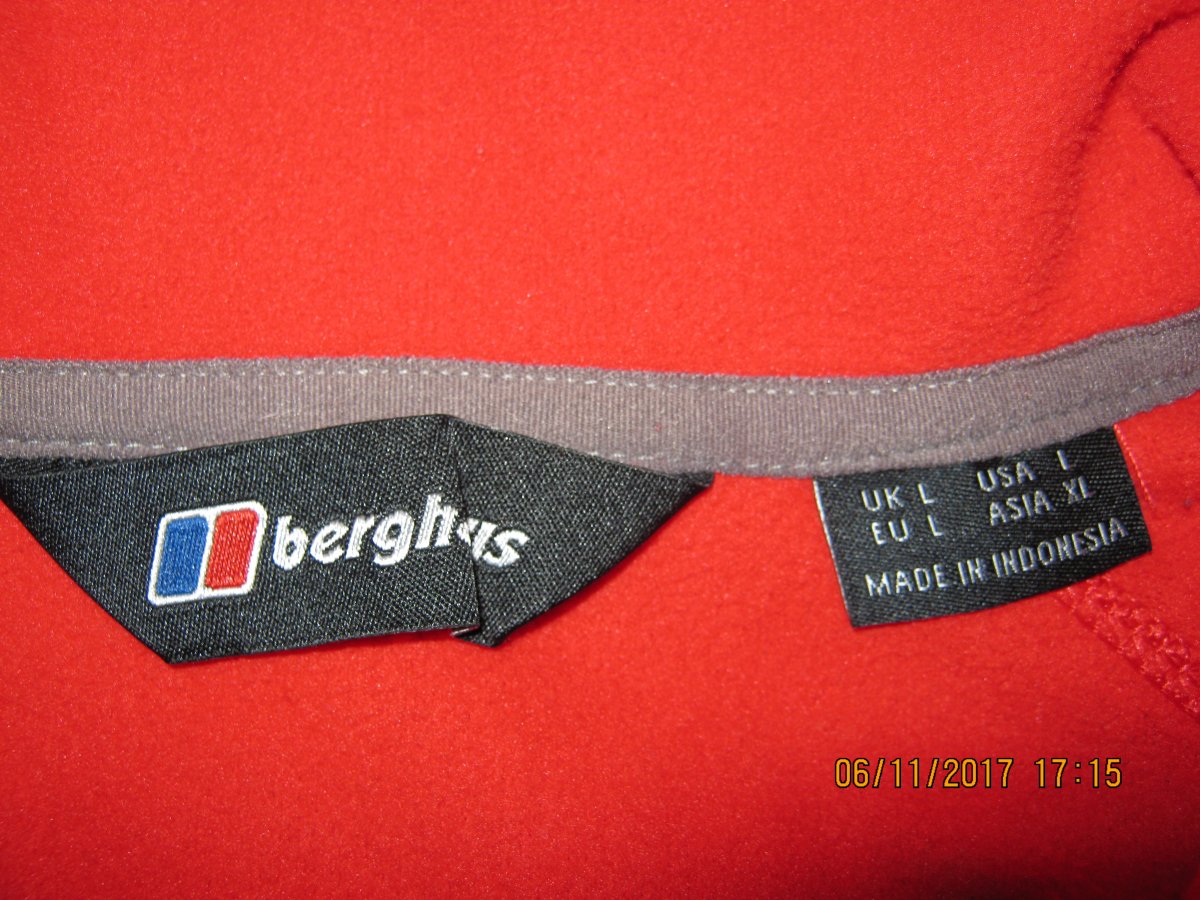 berghaus
UK L USA L
EU L ASIA XL
MADE IN INDONESIA
06/11/2017 17:15